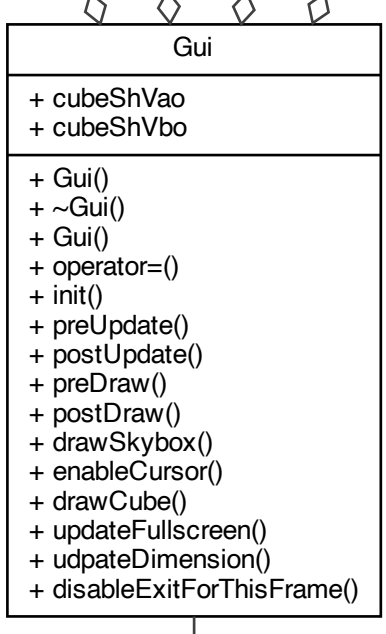 Gui
+ cubeShVao
+ cubeShVbo
+ Gui()
+ ~Gui()
+ Gui()
+ operator=()
+ init()
+ preUpdate()
+ postUpdate()
+ preDraw()
+ postDraw()
+ drawSkybox()
+ enableCursor()
+ drawCube()
+ updateFullscreen()
+ udpateDimension()
+ disableExitForThisFrame()